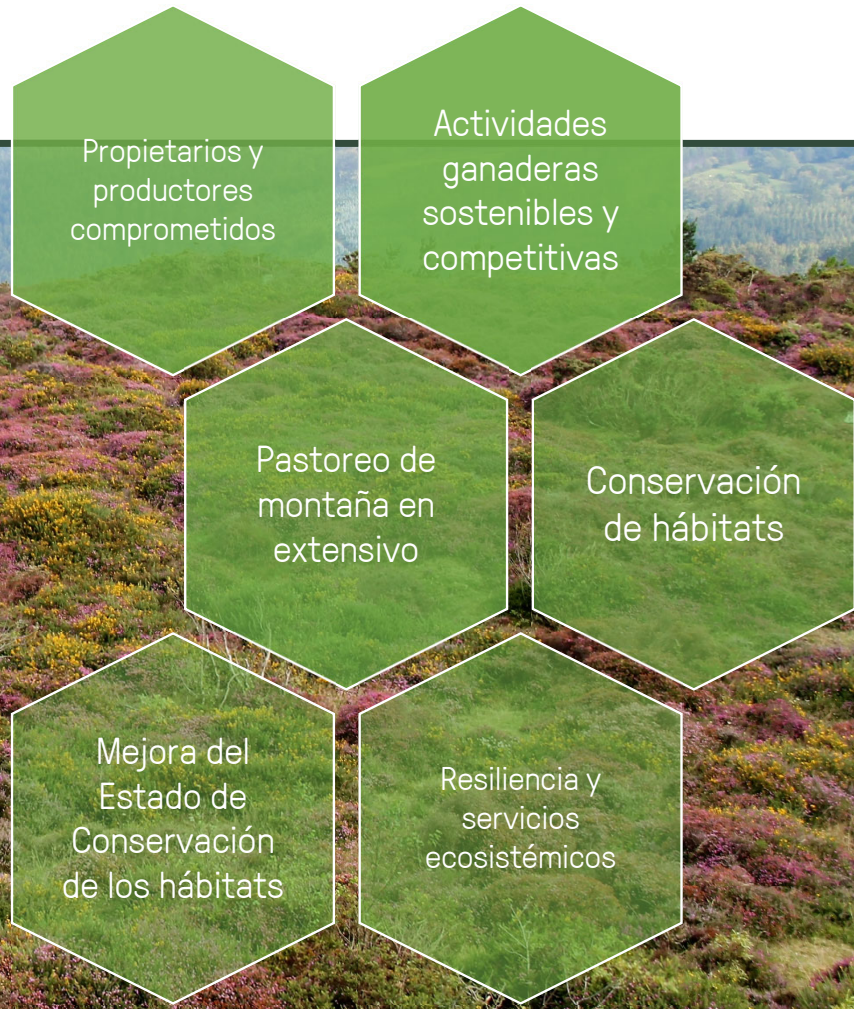 Propietarios y
productores
comprometidos
Actividades
ganaderas
sostenibles y
competitivas
Pastoreo de
montaña en
extensivo
Conservación
de hábitats
Mejora del
Estado de
Conservación
de los hábitats
Resiliencia y
servicios
ecosistémicos